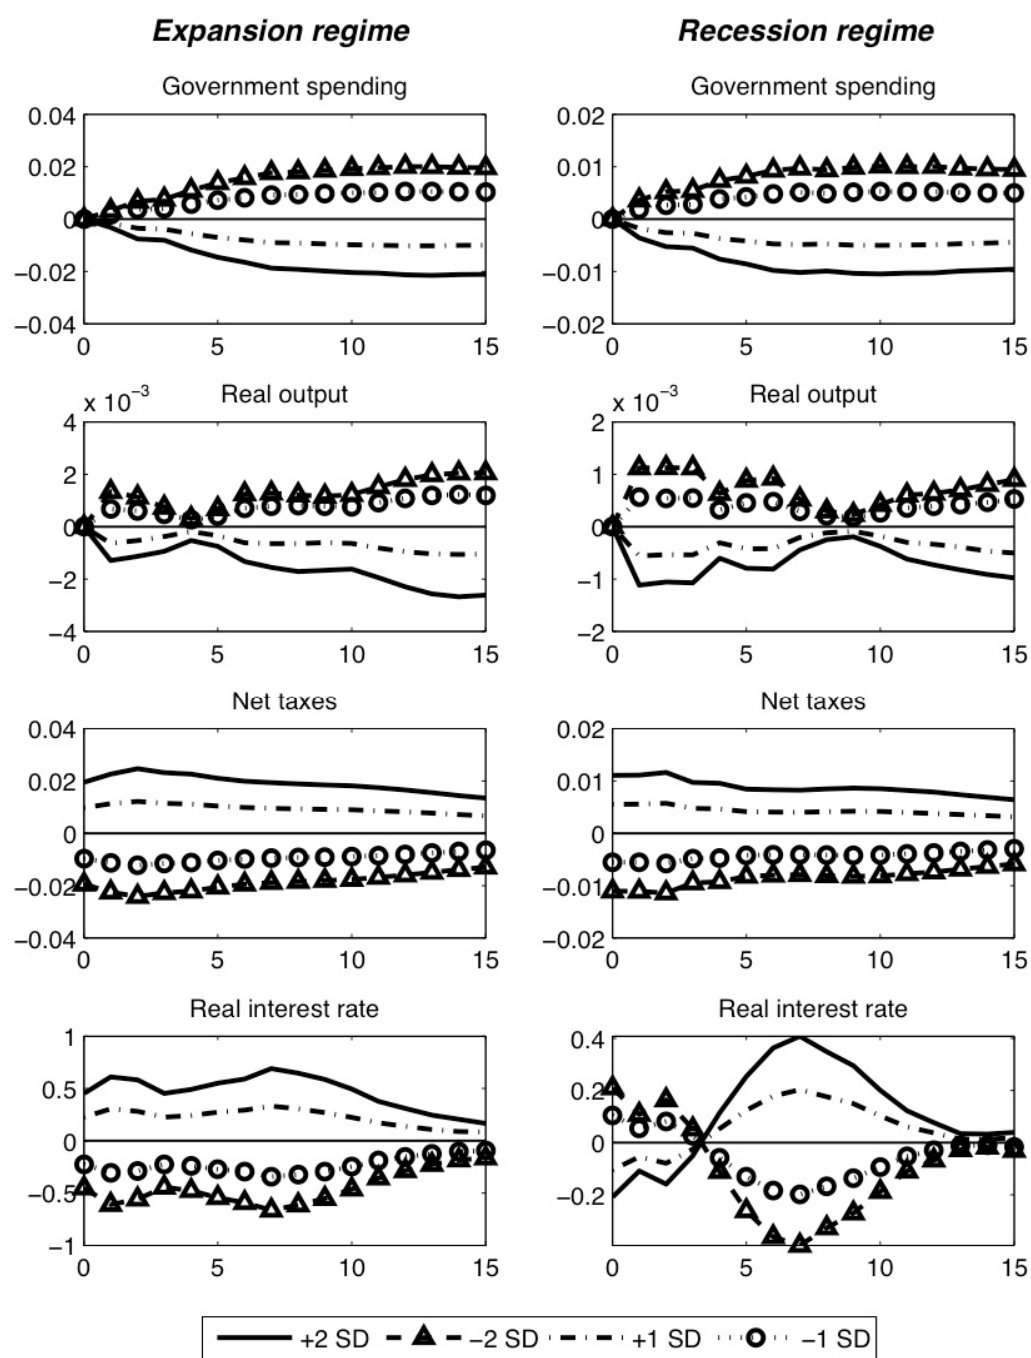 Expansion regime Recession regime
Government spending Government spending
0.04 0.02
0.02 0.01
0 0
−0.02 −0.01
−0.04 −0.02
0 5 10 15 0 5 10 15
x 10⁻³ Real output x 10⁻³ Real output
4 2
2 1
0 0
−2 −1
−4 −2
0 5 10 15 0 5 10 15
Net taxes Net taxes
0.04 0.02
0.02 0.01
0 0
−0.02 −0.01
−0.04 −0.02
0 5 10 15 0 5 10 15
Real interest rate Real interest rate
1 0.4
0.5 0.2
0 0
−0.5 −0.2
−1
0 5 10 15 0 5 10 15
+2 SD −2 SD +1 SD −1 SD